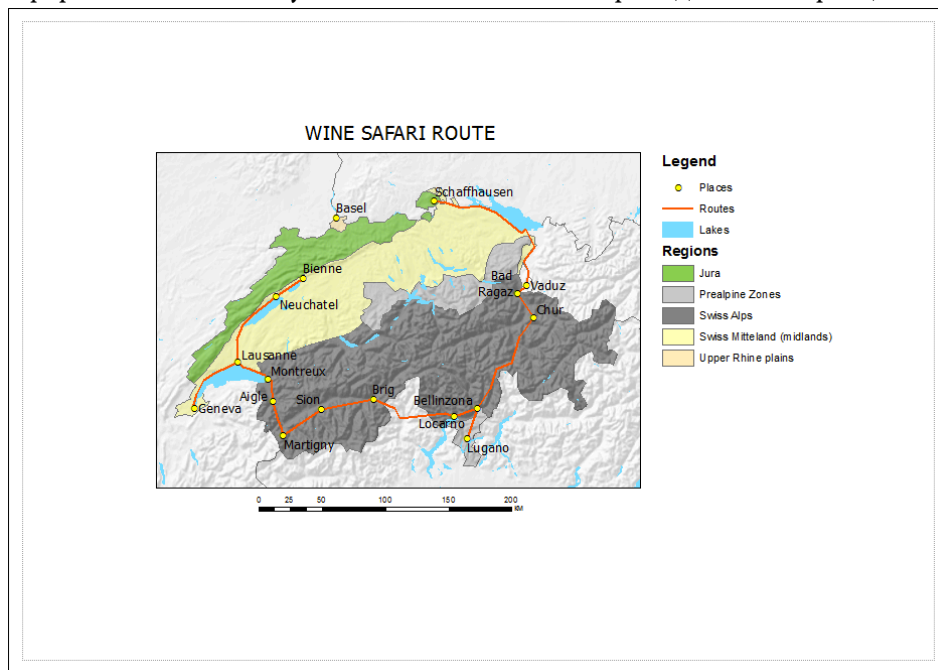 WINE SAFARI ROUTE
Schaffhausen
Basel
Bienne
Neuchatel
Bad
Ragaz
Vaduz
Chur
Lausanne
Montreux
Geneva
Aigle
Sion
Brig
Bellinzona
Locarno
Martigny
Lugano
0 25 50 100 150 200
KM
Legend
Places
Routes
Lakes
Regions
Jura
Prealpine Zones
Swiss Alps
Swiss Mitteland (midlands)
Upper Rhine plains